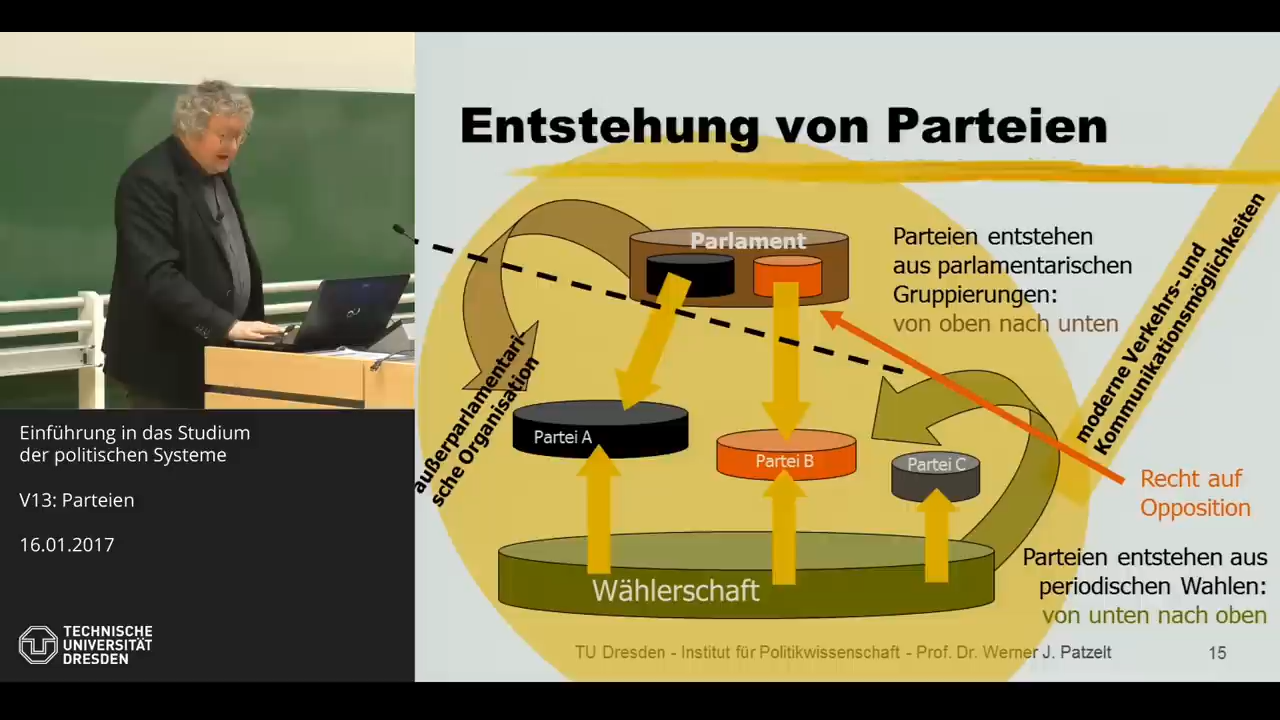 Entstehung von Parteien
Parlament
Parteien entstehen
aus parlamentarischen
Gruppierungen:
von oben nach unten
moderne Verkehrs- und
Kommunikationsmöglichkeiten
außerparlamentari-
sche Organisation
Partei A
Partei B
Partei C
Recht auf
Opposition
Wählerschaft
Parteien entstehen aus
periodischen Wahlen:
von unten nach oben
TU Dresden - Institut für Politikwissenschaft - Prof. Dr. Werner J. Patzelt
15
Einführung in das Studium
der politischen Systeme
V13: Parteien
16.01.2017
TECHNISCHE
UNIVERSITÄT
DRESDEN